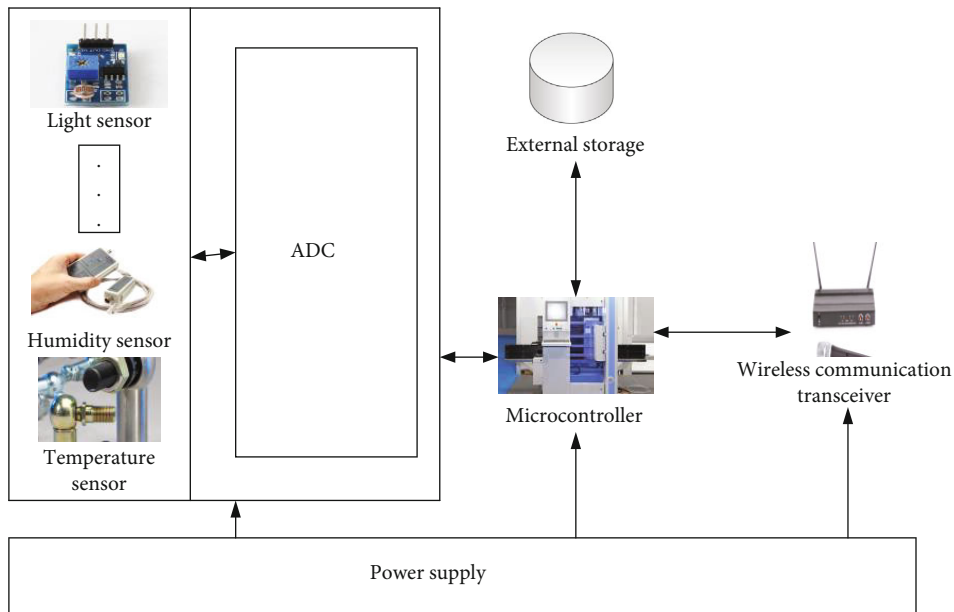 Light sensor
Humidity sensor
Temperature
sensor
ADC
External storage
Microcontroller
Wireless communication
transceiver
Power supply